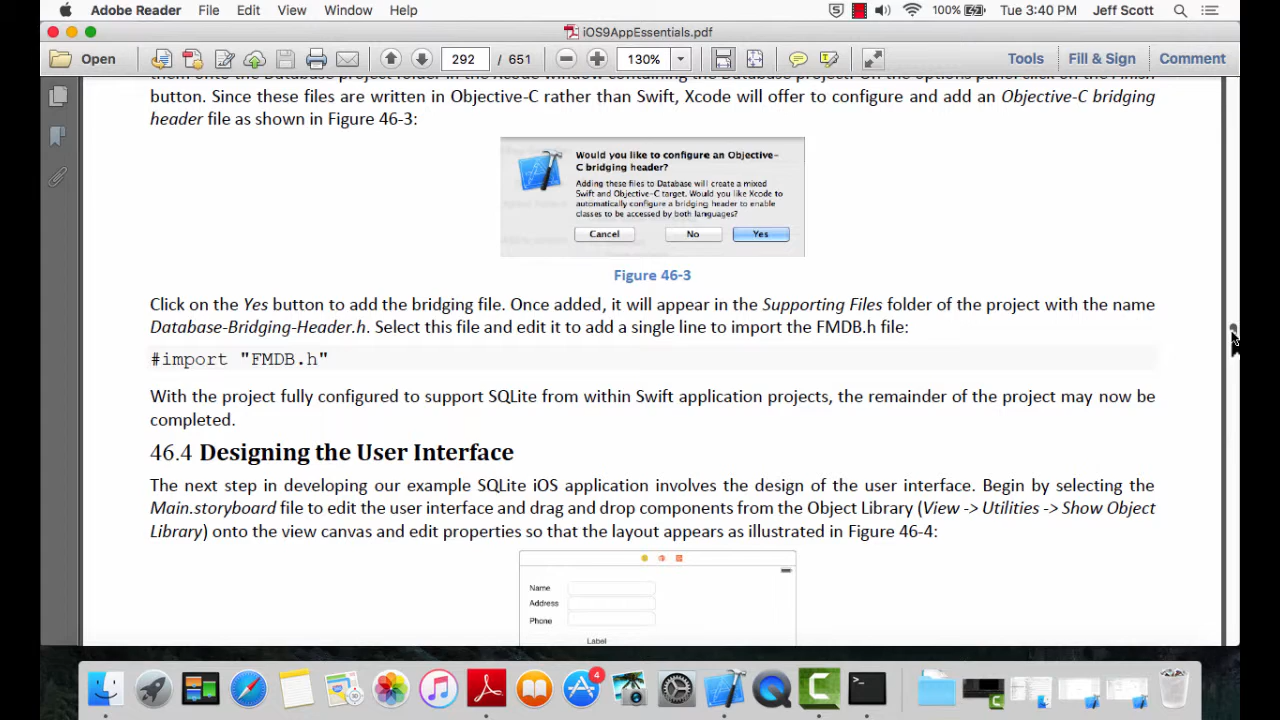 Adobe Reader File Edit View Window Help 100% Tue 3:40 PM Jeff Scott
iOS9AppEssentials.pdf
Open 292 / 651 130% Tools Fill & Sign Comment
button. Since these files are written in Objective-C rather than Swift, Xcode will offer to configure and add an Objective-C bridging
header file as shown in Figure 46-3:
Would you like to configure an Objective-
C bridging header?
Adding these files to Database will create a mixed
Swift and Objective-C target. Would you like Xcode to
automatically configure a bridging header to enable
classes to be accessed by both languages?
Cancel No Yes
Figure 46-3
Click on the Yes button to add the bridging file. Once added, it will appear in the Supporting Files folder of the project with the name
Database-Bridging-Header.h. Select this file and edit it to add a single line to import the FMDB.h file:
#import "FMDB.h"
With the project fully configured to support SQLite from within Swift application projects, the remainder of the project may now be
completed.
46.4 Designing the User Interface
The next step in developing our example SQLite iOS application involves the design of the user interface. Begin by selecting the
Main.storyboard file to edit the user interface and drag and drop components from the Object Library (View -> Utilities -> Show Object
Library) onto the view canvas and edit properties so that the layout appears as illustrated in Figure 46-4:
Name
Address
Phone
Label
4